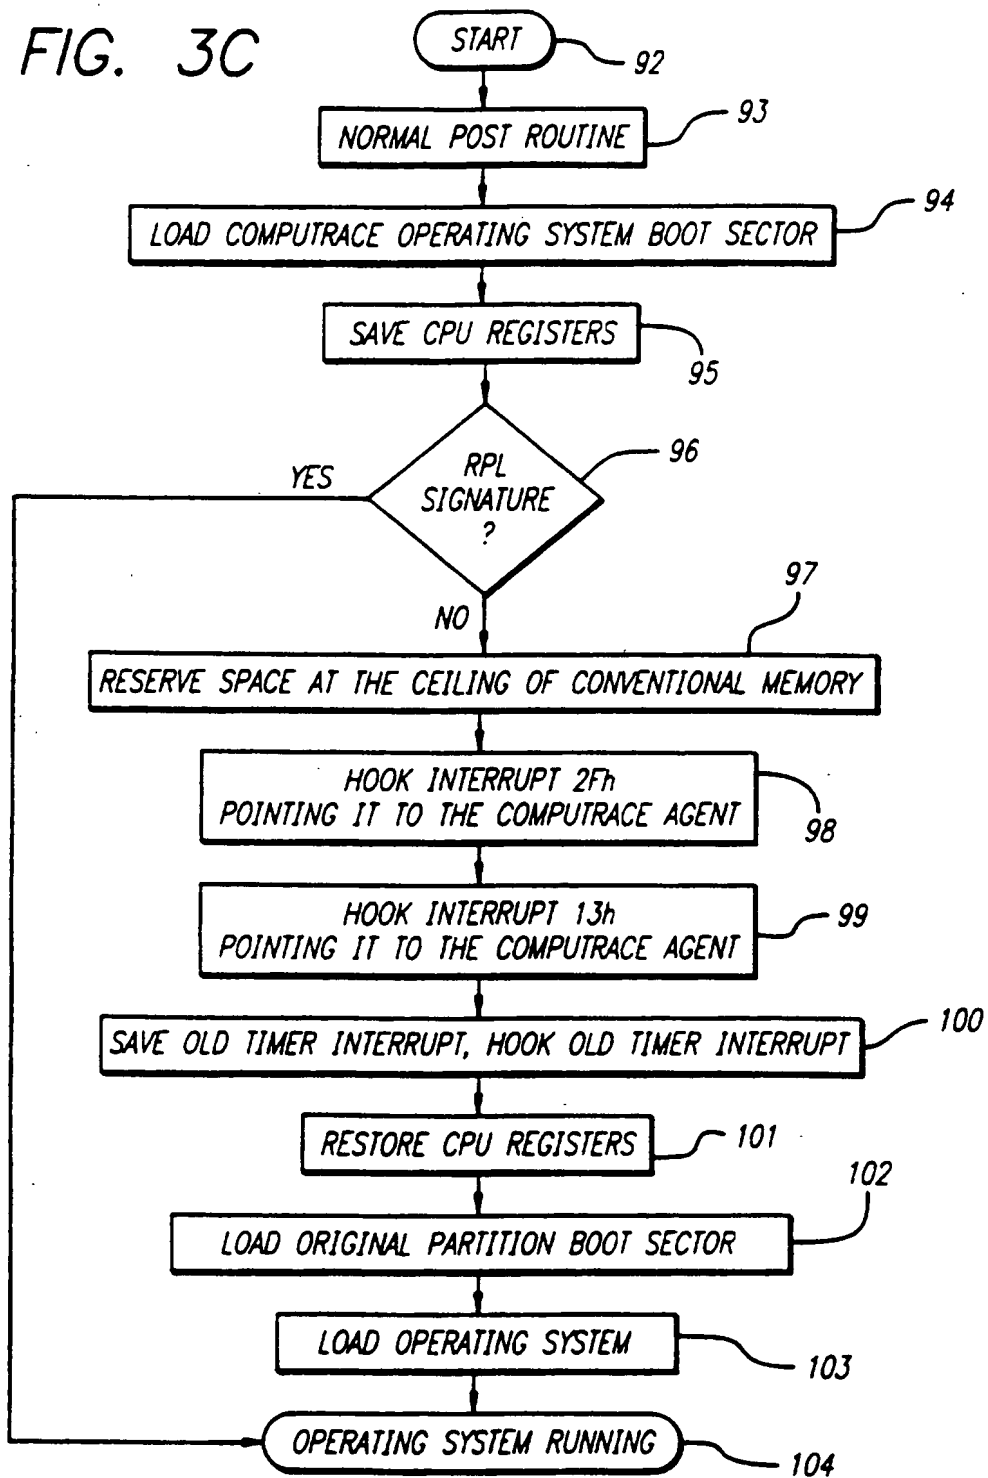 FIG. 3C
START
92
NORMAL POST ROUTINE
93
LOAD COMPUTRACE OPERATING SYSTEM BOOT SECTOR
94
SAVE CPU REGISTERS
95
RPL
SIGNATURE
?
96
YES
NO
97
RESERVE SPACE AT THE CEILING OF CONVENTIONAL MEMORY
HOOK INTERRUPT 2Fh
POINTING IT TO THE COMPUTRACE AGENT
98
HOOK INTERRUPT 13h
POINTING IT TO THE COMPUTRACE AGENT
99
SAVE OLD TIMER INTERRUPT, HOOK OLD TIMER INTERRUPT
100
RESTORE CPU REGISTERS
101
LOAD ORIGINAL PARTITION BOOT SECTOR
102
LOAD OPERATING SYSTEM
103
OPERATING SYSTEM RUNNING
104